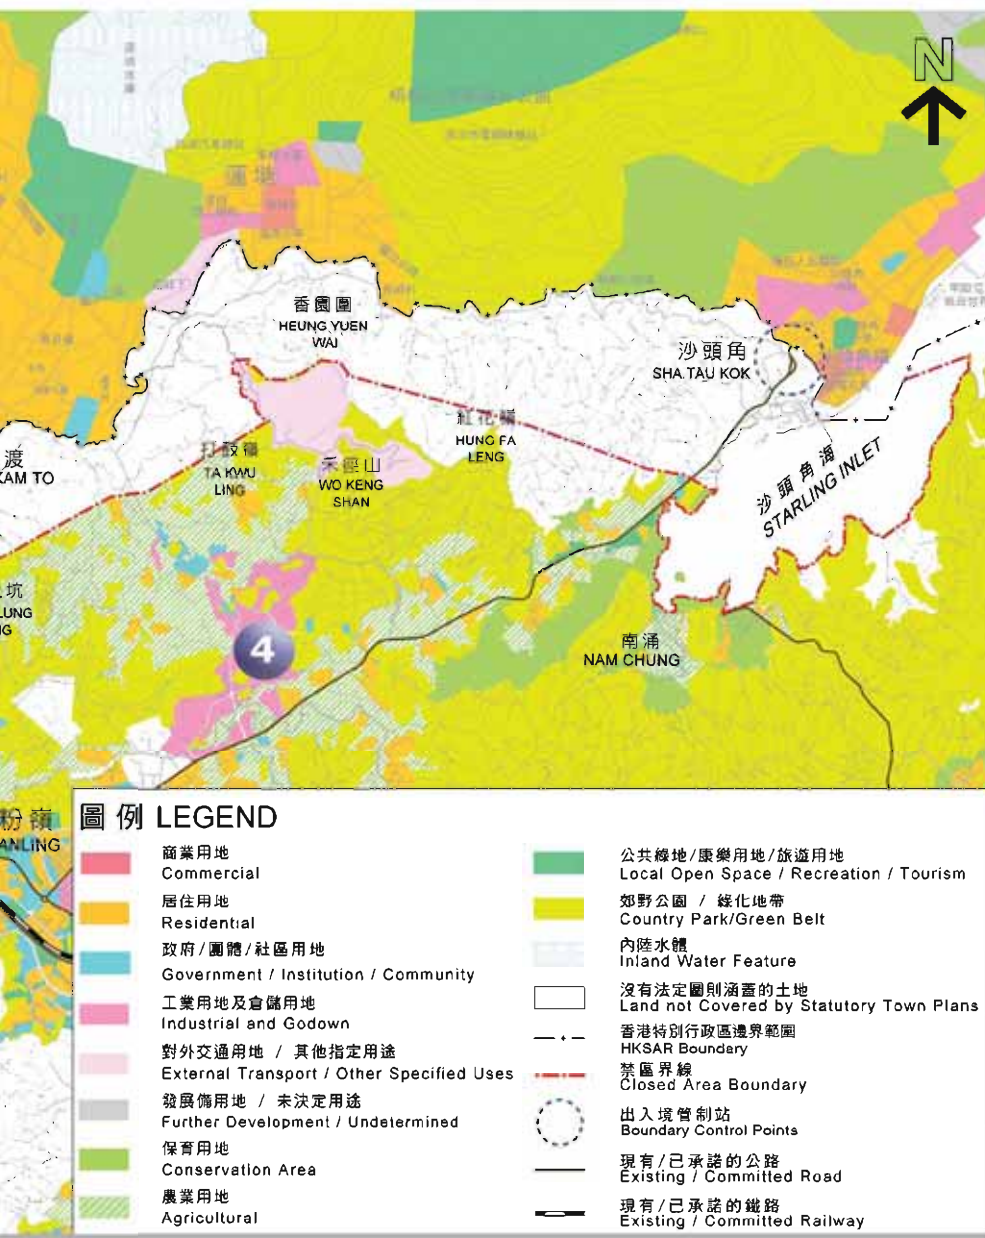 N
蓮塘
香園圍
HEUNG YUEN
WAI
沙頭角
SHA TAU KOK
渡
KAM TO
打鼓嶺
TA KWU
LING
禾徑山
WO KENG
SHAN
紅花嶺
HUNG FA
LENG
沙頭角海
STARLING INLET
坑
LUNG
4
南涌
NAM CHUNG
粉嶺
ANLING
圖例 LEGEND
商業用地
Commercial
居住用地
Residential
政府/團體/社區用地
Government / Institution / Community
工業用地及倉儲用地
Industrial and Godown
對外交通用地 / 其他指定用途
External Transport / Other Specified Uses
發展備用地 / 未決定用途
Further Development / Undetermined
保育用地
Conservation Area
農業用地
Agricultural
公共綠地/康樂用地/旅遊用地
Local Open Space / Recreation / Tourism
郊野公園 / 綠化地帶
Country Park/Green Belt
內陸水體
Inland Water Feature
沒有法定圖則涵蓋的土地
Land not Covered by Statutory Town Plans
香港特別行政區邊界範圍
HKSAR Boundary
禁區界線
Closed Area Boundary
出入境管制站
Boundary Control Points
現有/已承諾的公路
Existing / Committed Road
現有/已承諾的鐵路
Existing / Committed Railway